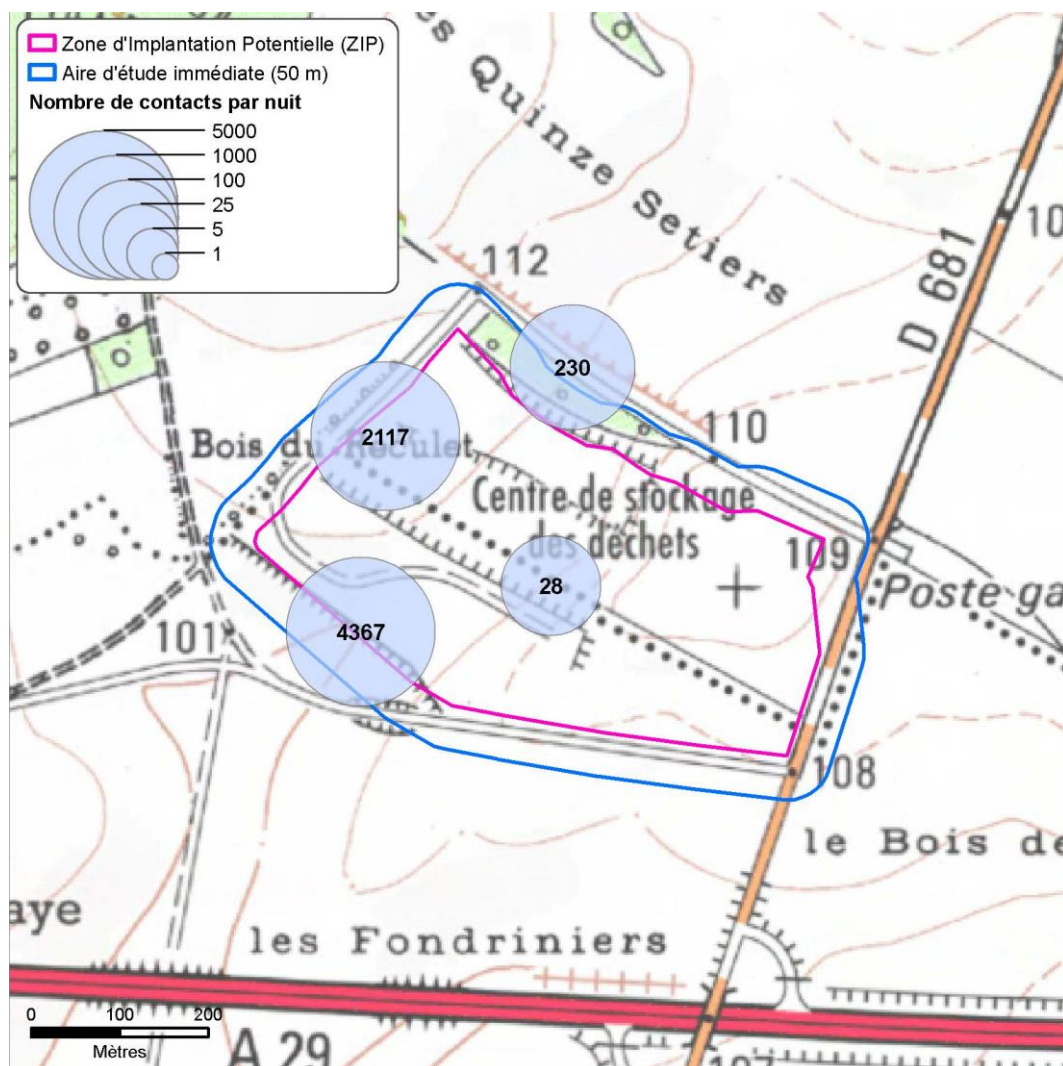 Zone d'Implantation Potentielle (ZIP)
Aire d'étude immédiate (50 m)
Nombre de contacts par nuit
5000
1000
100
25
5
1
es Quinze Setiers
D 681
10
112
230
110
2117
Bois du Reculet
Centre de stockage
des déchets
109
Poste ga
28
101
4367
108
le Bois de
aye
les Fondriniers
0 100 200
Mètres
A 29